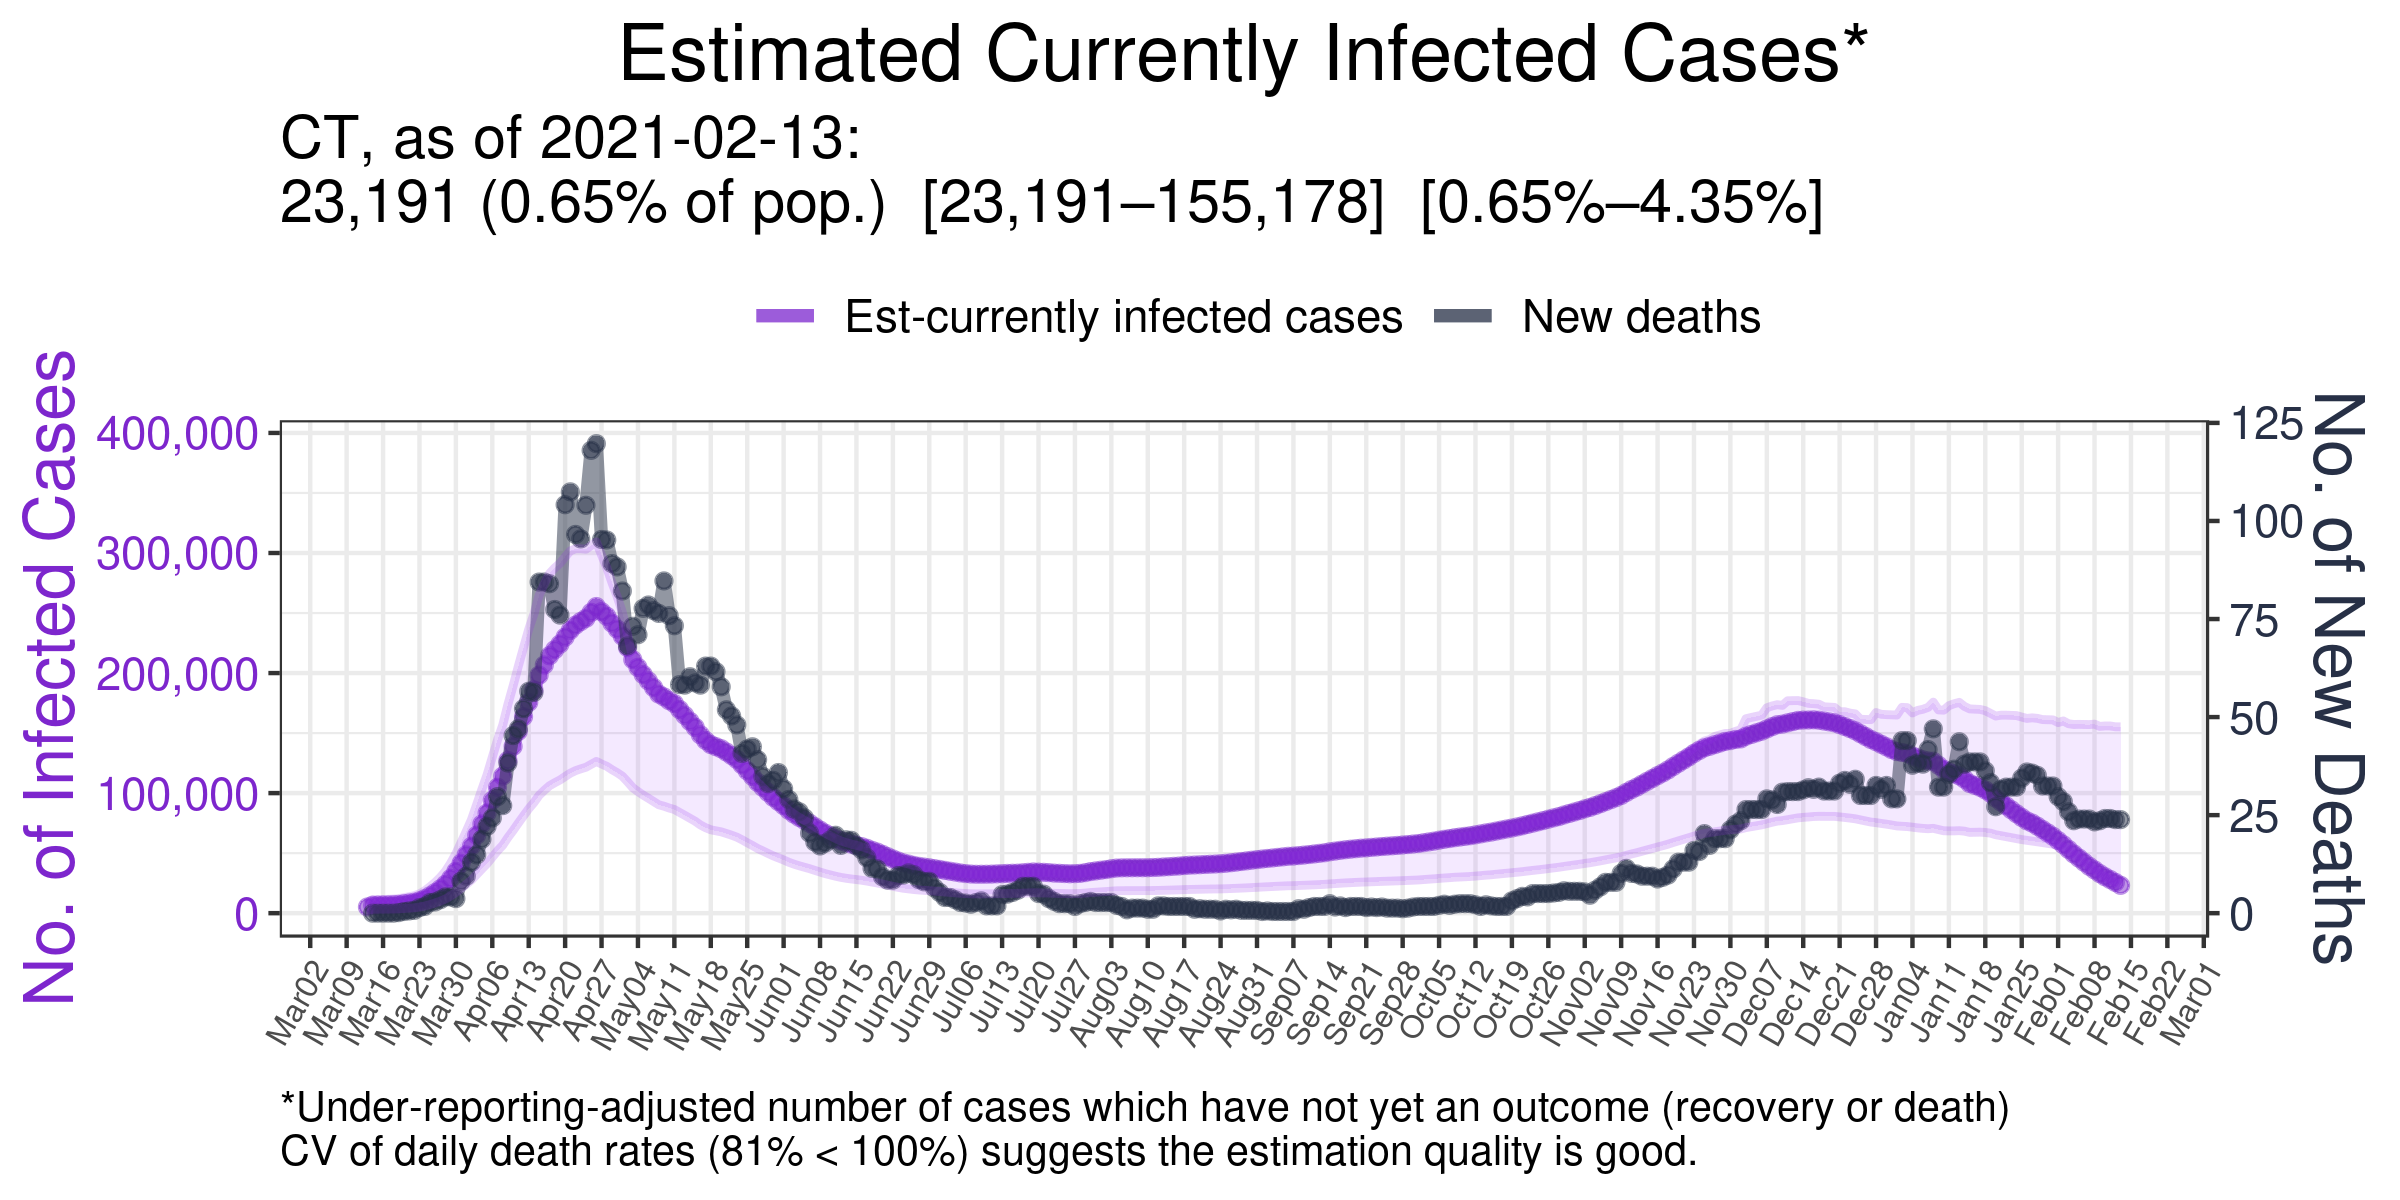 Estimated Currently Infected Cases*
CT, as of 2021-02-13:
23,191 (0.65% of pop.) [23,191–155,178] [0.65%–4.35%]
Est-currently infected cases New deaths
No. of Infected Cases
400,000
300,000
200,000
100,000
0
125
100
75
50
25
0
No. of New Deaths
Mar02 Mar09 Mar16 Mar23 Mar30 Apr06 Apr13 Apr20 Apr27 May04 May11 May18 May25 Jun01 Jun08 Jun15 Jun22 Jun29 Jul06 Jul13 Jul20 Jul27 Aug03 Aug10 Aug17 Aug24 Aug31 Sep07 Sep14 Sep21 Sep28 Oct05 Oct12 Oct19 Oct26 Nov02 Nov09 Nov16 Nov23 Nov30 Dec07 Dec14 Dec21 Dec28 Jan04 Jan11 Jan18 Jan25 Feb01 Feb08 Feb15 Feb22 Mar01
*Under-reporting-adjusted number of cases which have not yet an outcome (recovery or death)
CV of daily death rates (81% < 100%) suggests the estimation quality is good.